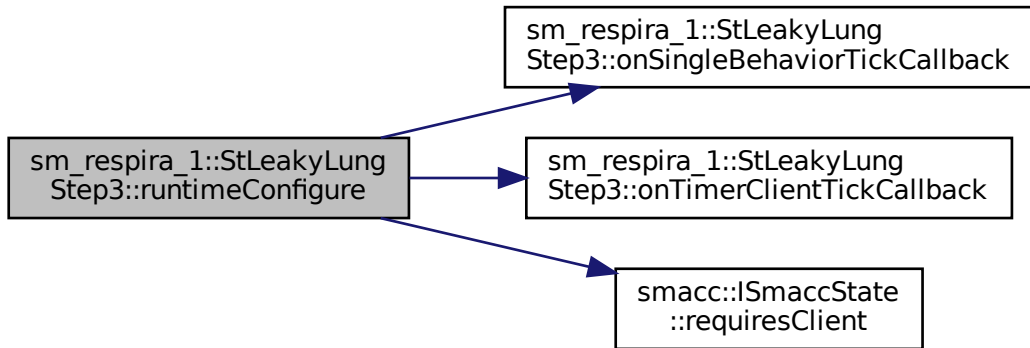 sm_respira_1::StLeakyLung
Step3::runtimeConfigure
sm_respira_1::StLeakyLung
Step3::onSingleBehaviorTickCallback
sm_respira_1::StLeakyLung
Step3::onTimerClientTickCallback
smacc::ISmaccState
::requiresClient